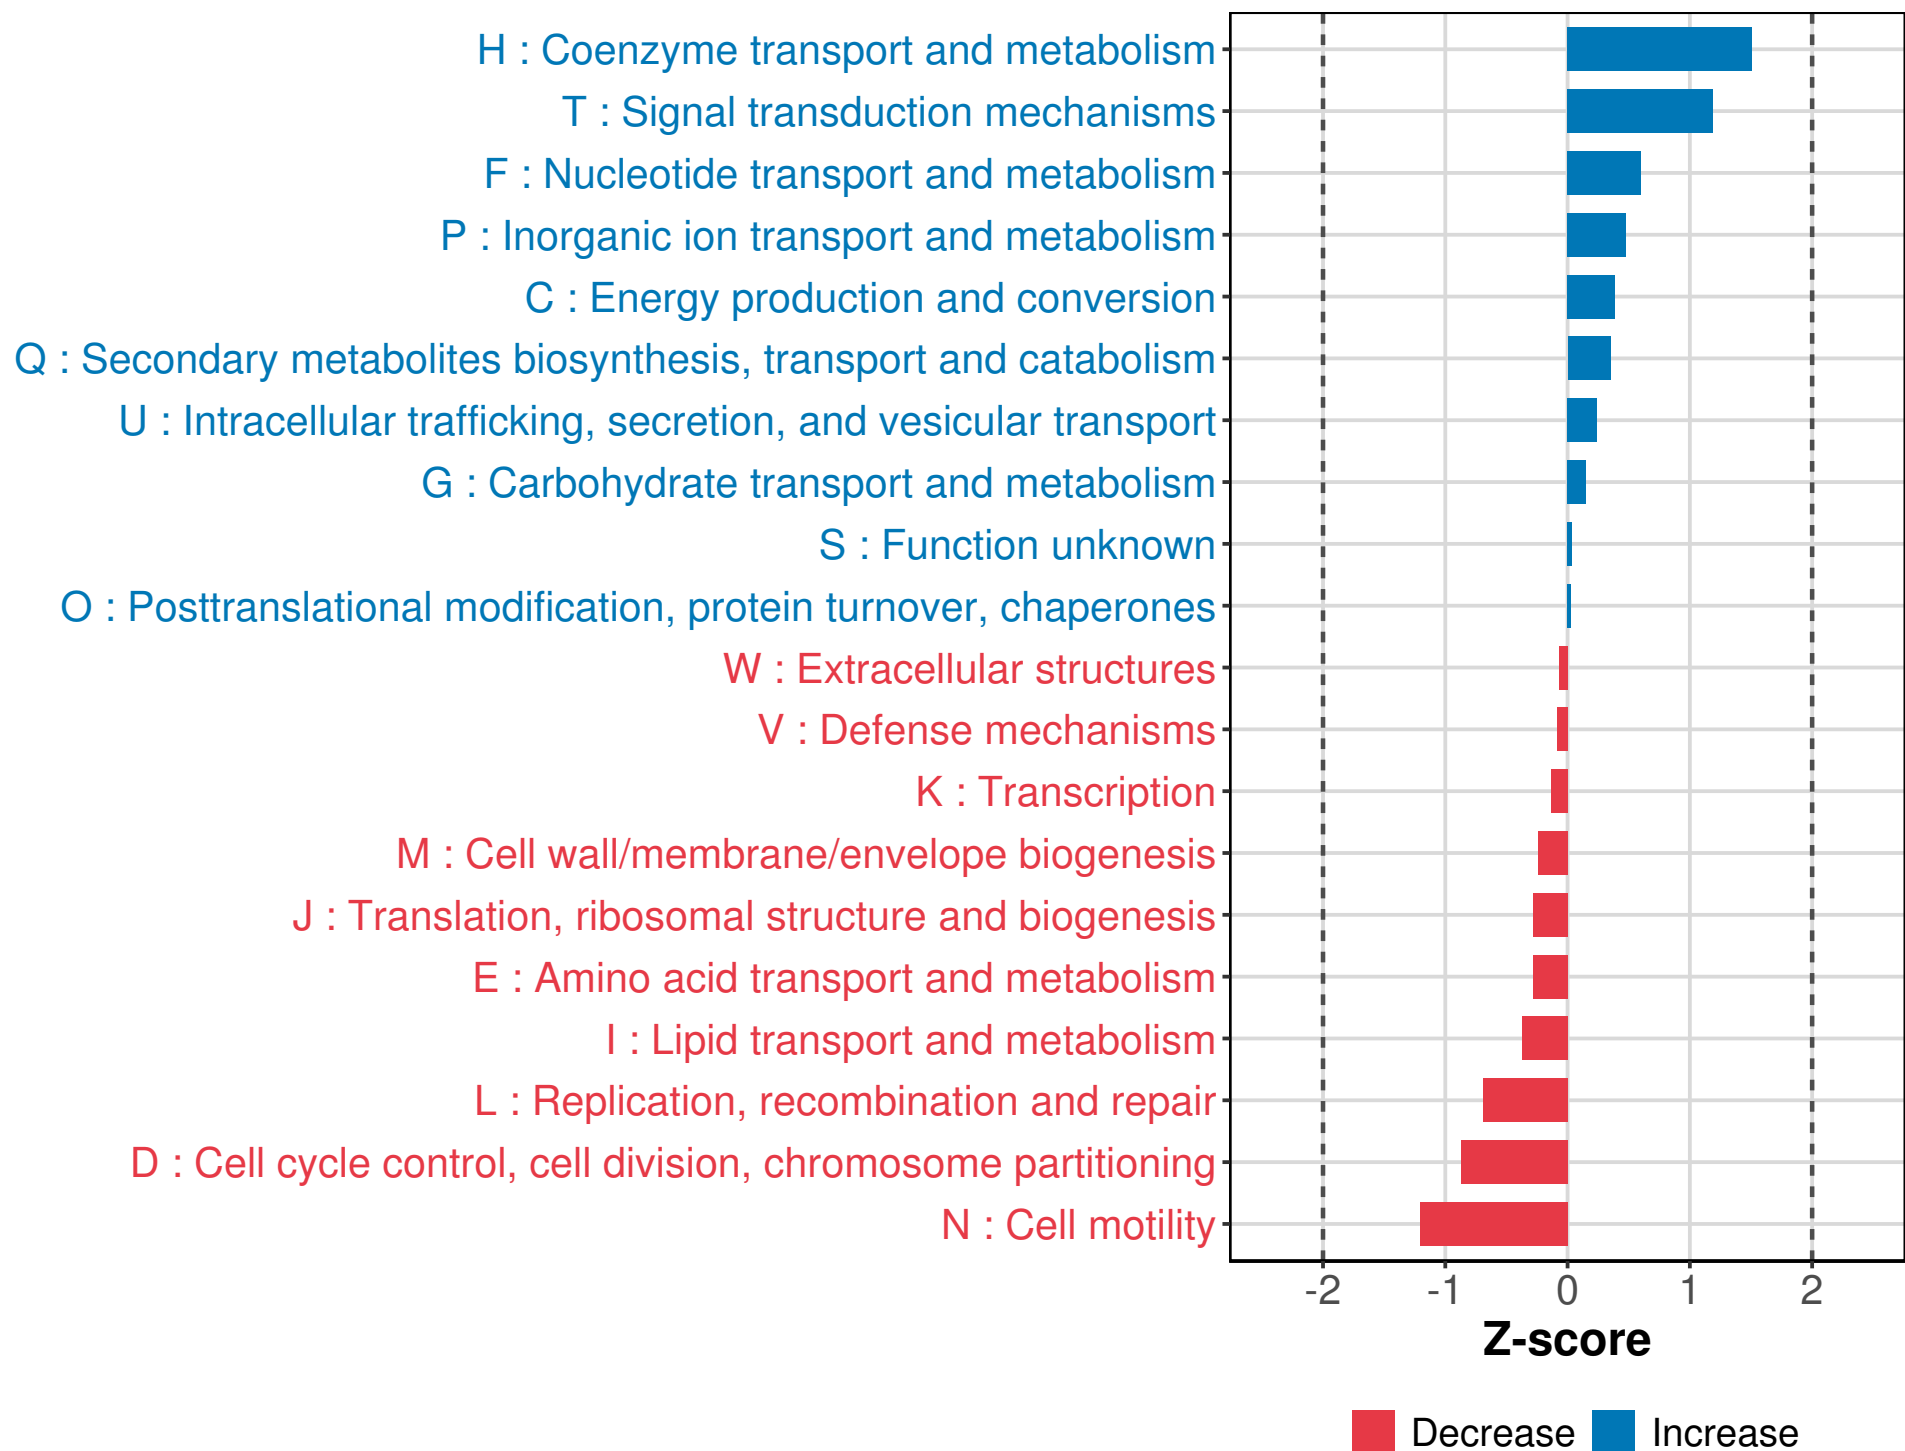 H : Coenzyme transport and metabolism
T : Signal transduction mechanisms
F : Nucleotide transport and metabolism
P : Inorganic ion transport and metabolism
C : Energy production and conversion
Q : Secondary metabolites biosynthesis, transport and catabolism
U : Intracellular trafficking, secretion, and vesicular transport
G : Carbohydrate transport and metabolism
S : Function unknown
O : Posttranslational modification, protein turnover, chaperones
W : Extracellular structures
V : Defense mechanisms
K : Transcription
M : Cell wall/membrane/envelope biogenesis
J : Translation, ribosomal structure and biogenesis
E : Amino acid transport and metabolism
I : Lipid transport and metabolism
L : Replication, recombination and repair
D : Cell cycle control, cell division, chromosome partitioning
N : Cell motility
-2 -1 0 1 2
Z-score
Decrease Increase